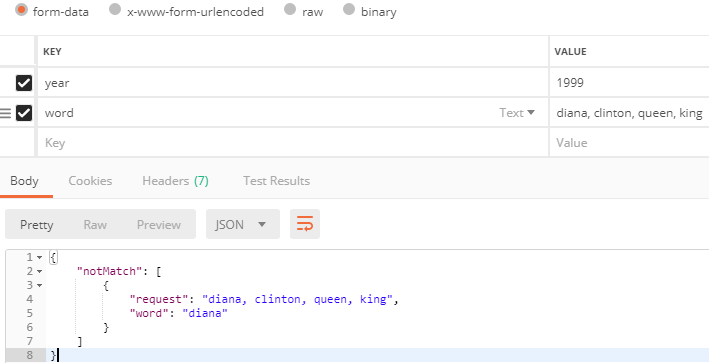 form-data x-www-form-urlencoded raw binary
KEY VALUE
year 1999
word Text diana, clinton, queen, king
Key Value
Body Cookies Headers (7) Test Results
Pretty Raw Preview JSON
1 {
2 "notMatch": [
3 {
4 "request": "diana, clinton, queen, king",
5 "word": "diana"
6 }
7 ]
8 }